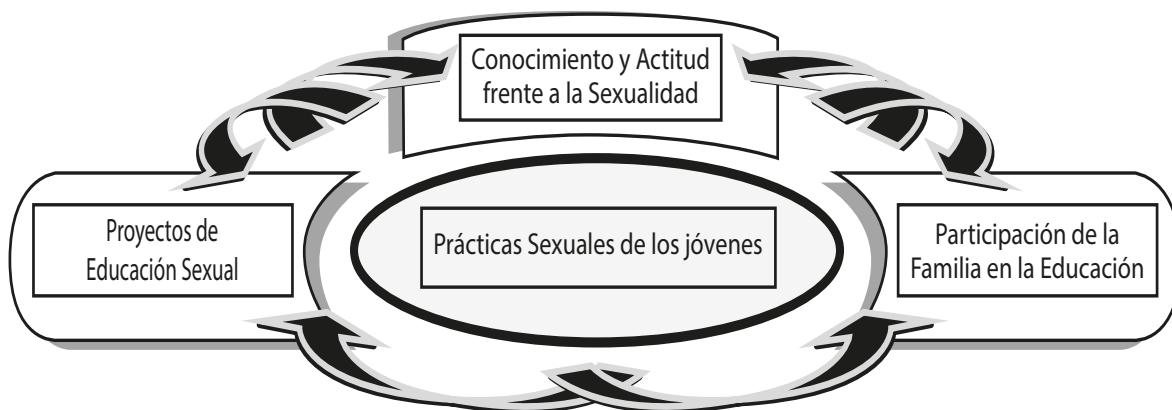 Conocimiento y Actitud
frente a la Sexualidad
Proyectos de
Educación Sexual
Prácticas Sexuales de los jóvenes
Participación de la
Familia en la Educación